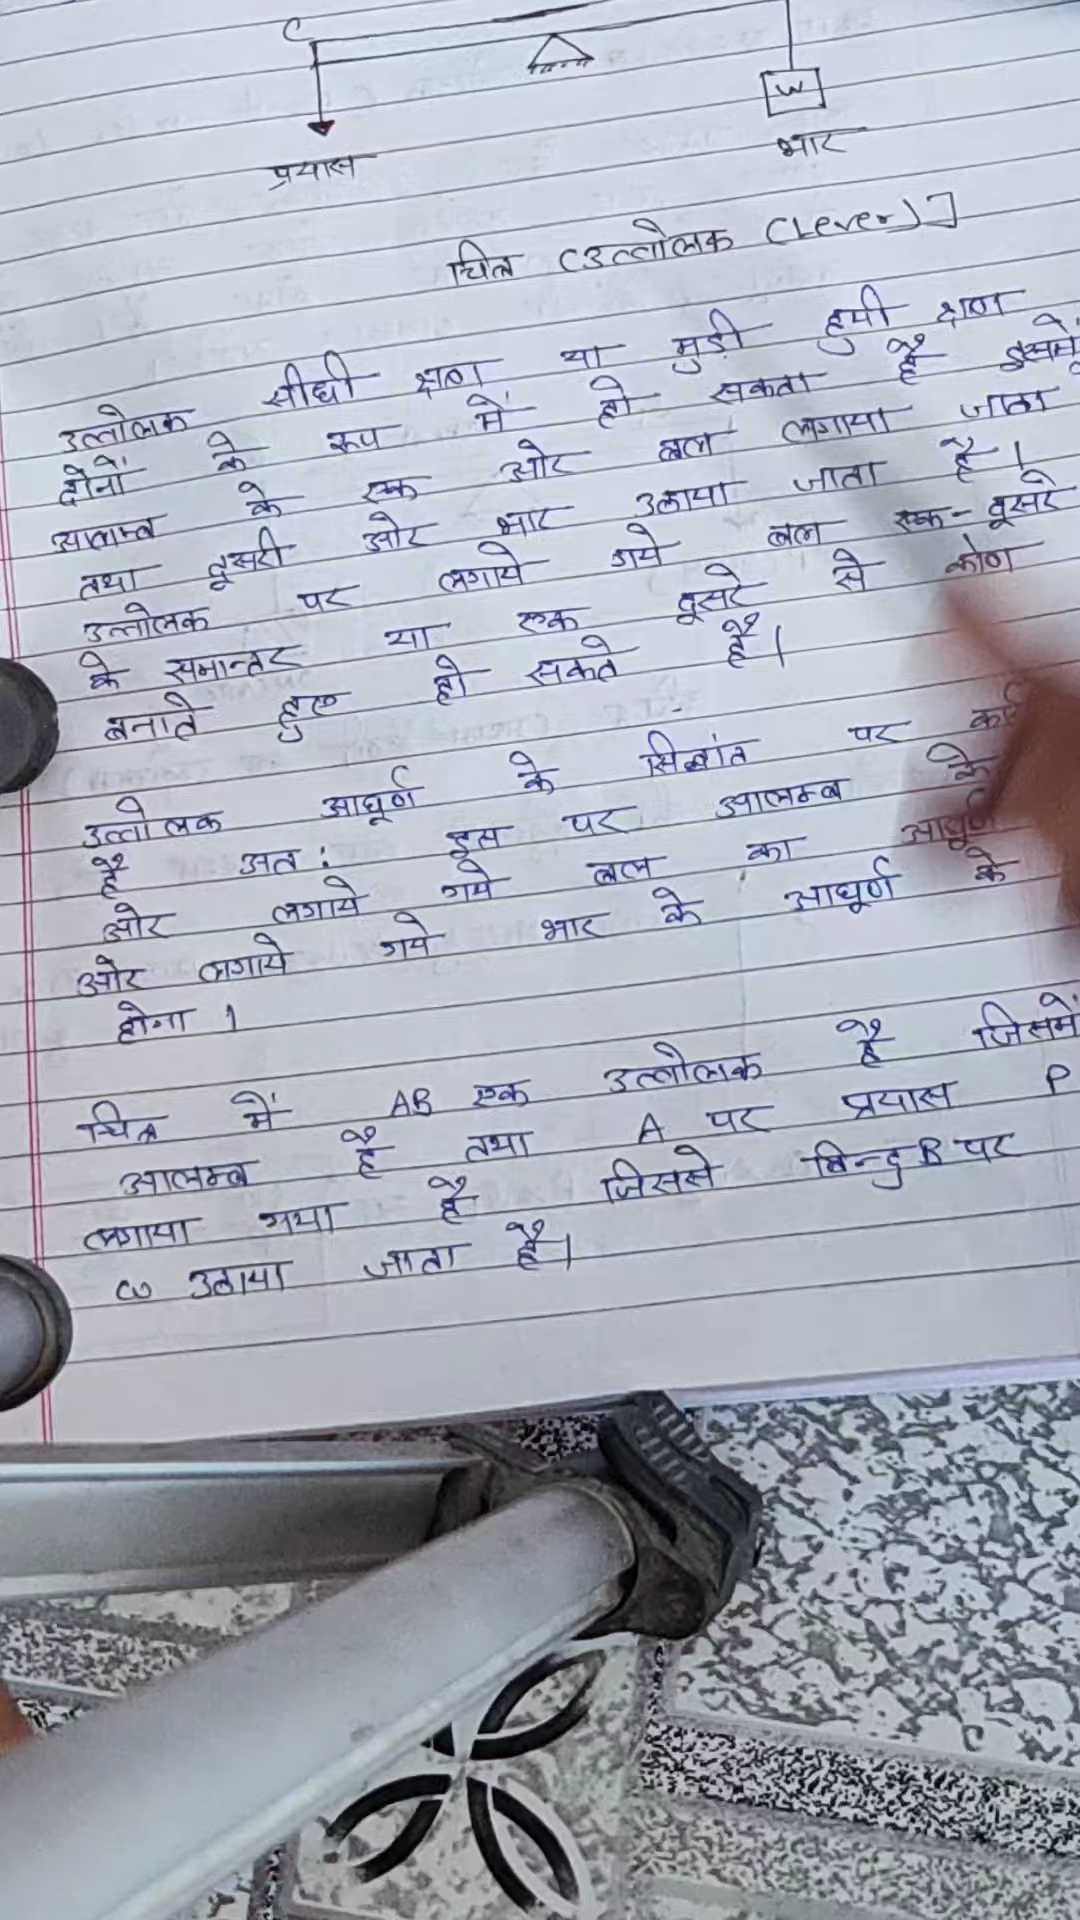 C
W
प्रयास
भार
चित्र (उत्तोलक (Lever)]
उत्तोलक सीधी क्षण या मुड़ी हुयी क्षण
दोनों के रूप में हो सकता है इसमें
आलम्ब के एक ओर बल लगाया जाता
तथा दूसरी ओर भार उठाया जाता है।
उत्तोलक पर लगाये गये बल एक-दूसरे
के समान्तर या एक दूसरे से कोण
बनाते हुए हो सकते है।
उत्तोलक आघूर्ण के सिद्धांत पर
है अत: इस पर आलम्ब के
ओर लगाये गये बल का आघूर्ण
ओर लगाये गये भार के आघूर्ण के
होगा।
चित्र में AB एक उत्तोलक है जिसमें
आलम्ब है तथा A पर प्रयास P
लगाया गया है जिससे बिन्दु B पर
W उठाया जाता है।